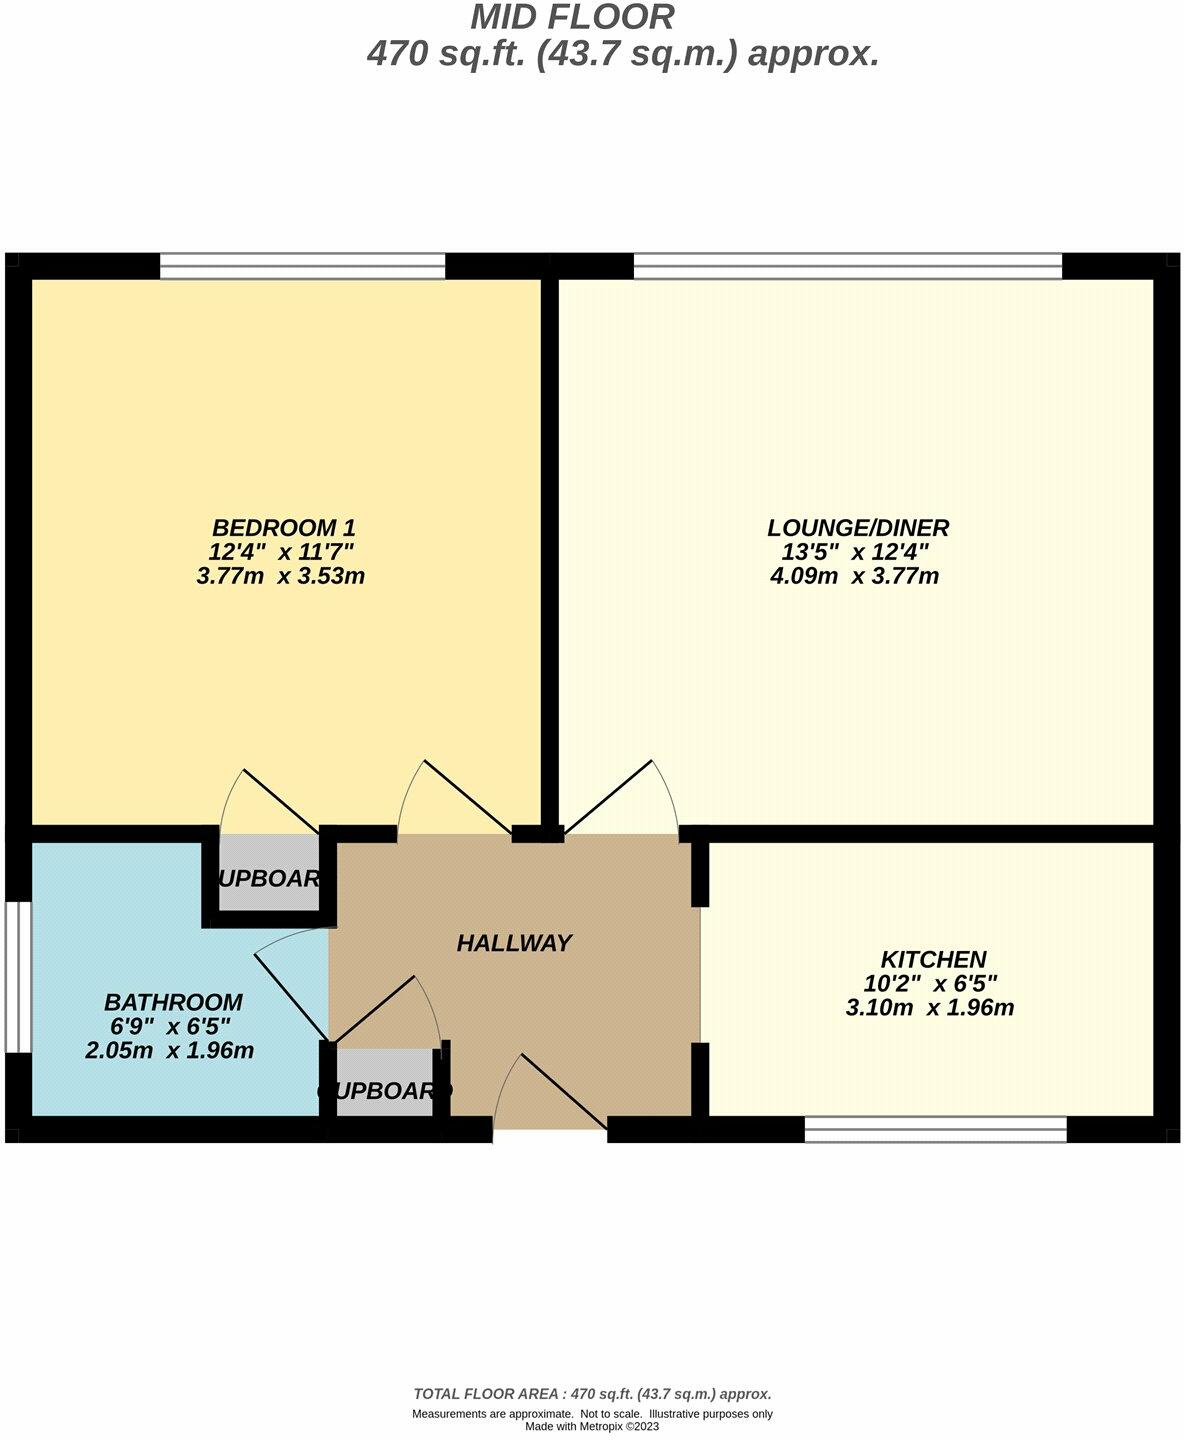 MID FLOOR
470 sq.ft. (43.7 sq.m.) approx.
BEDROOM 1
12'4" x 11'7"
3.77m x 3.53m
LOUNGE/DINER
13'5" x 12'4"
4.09m x 3.77m
UPBOAR
HALLWAY
KITCHEN
10'2" x 6'5"
3.10m x 1.96m
BATHROOM
6'9" x 6'5"
2.05m x 1.96m
CUPBOARD
TOTAL FLOOR AREA : 470 sq.ft. (43.7 sq.m.) approx.
Measurements are approximate. Not to scale. Illustrative purposes only
Made with Metropix ©2023